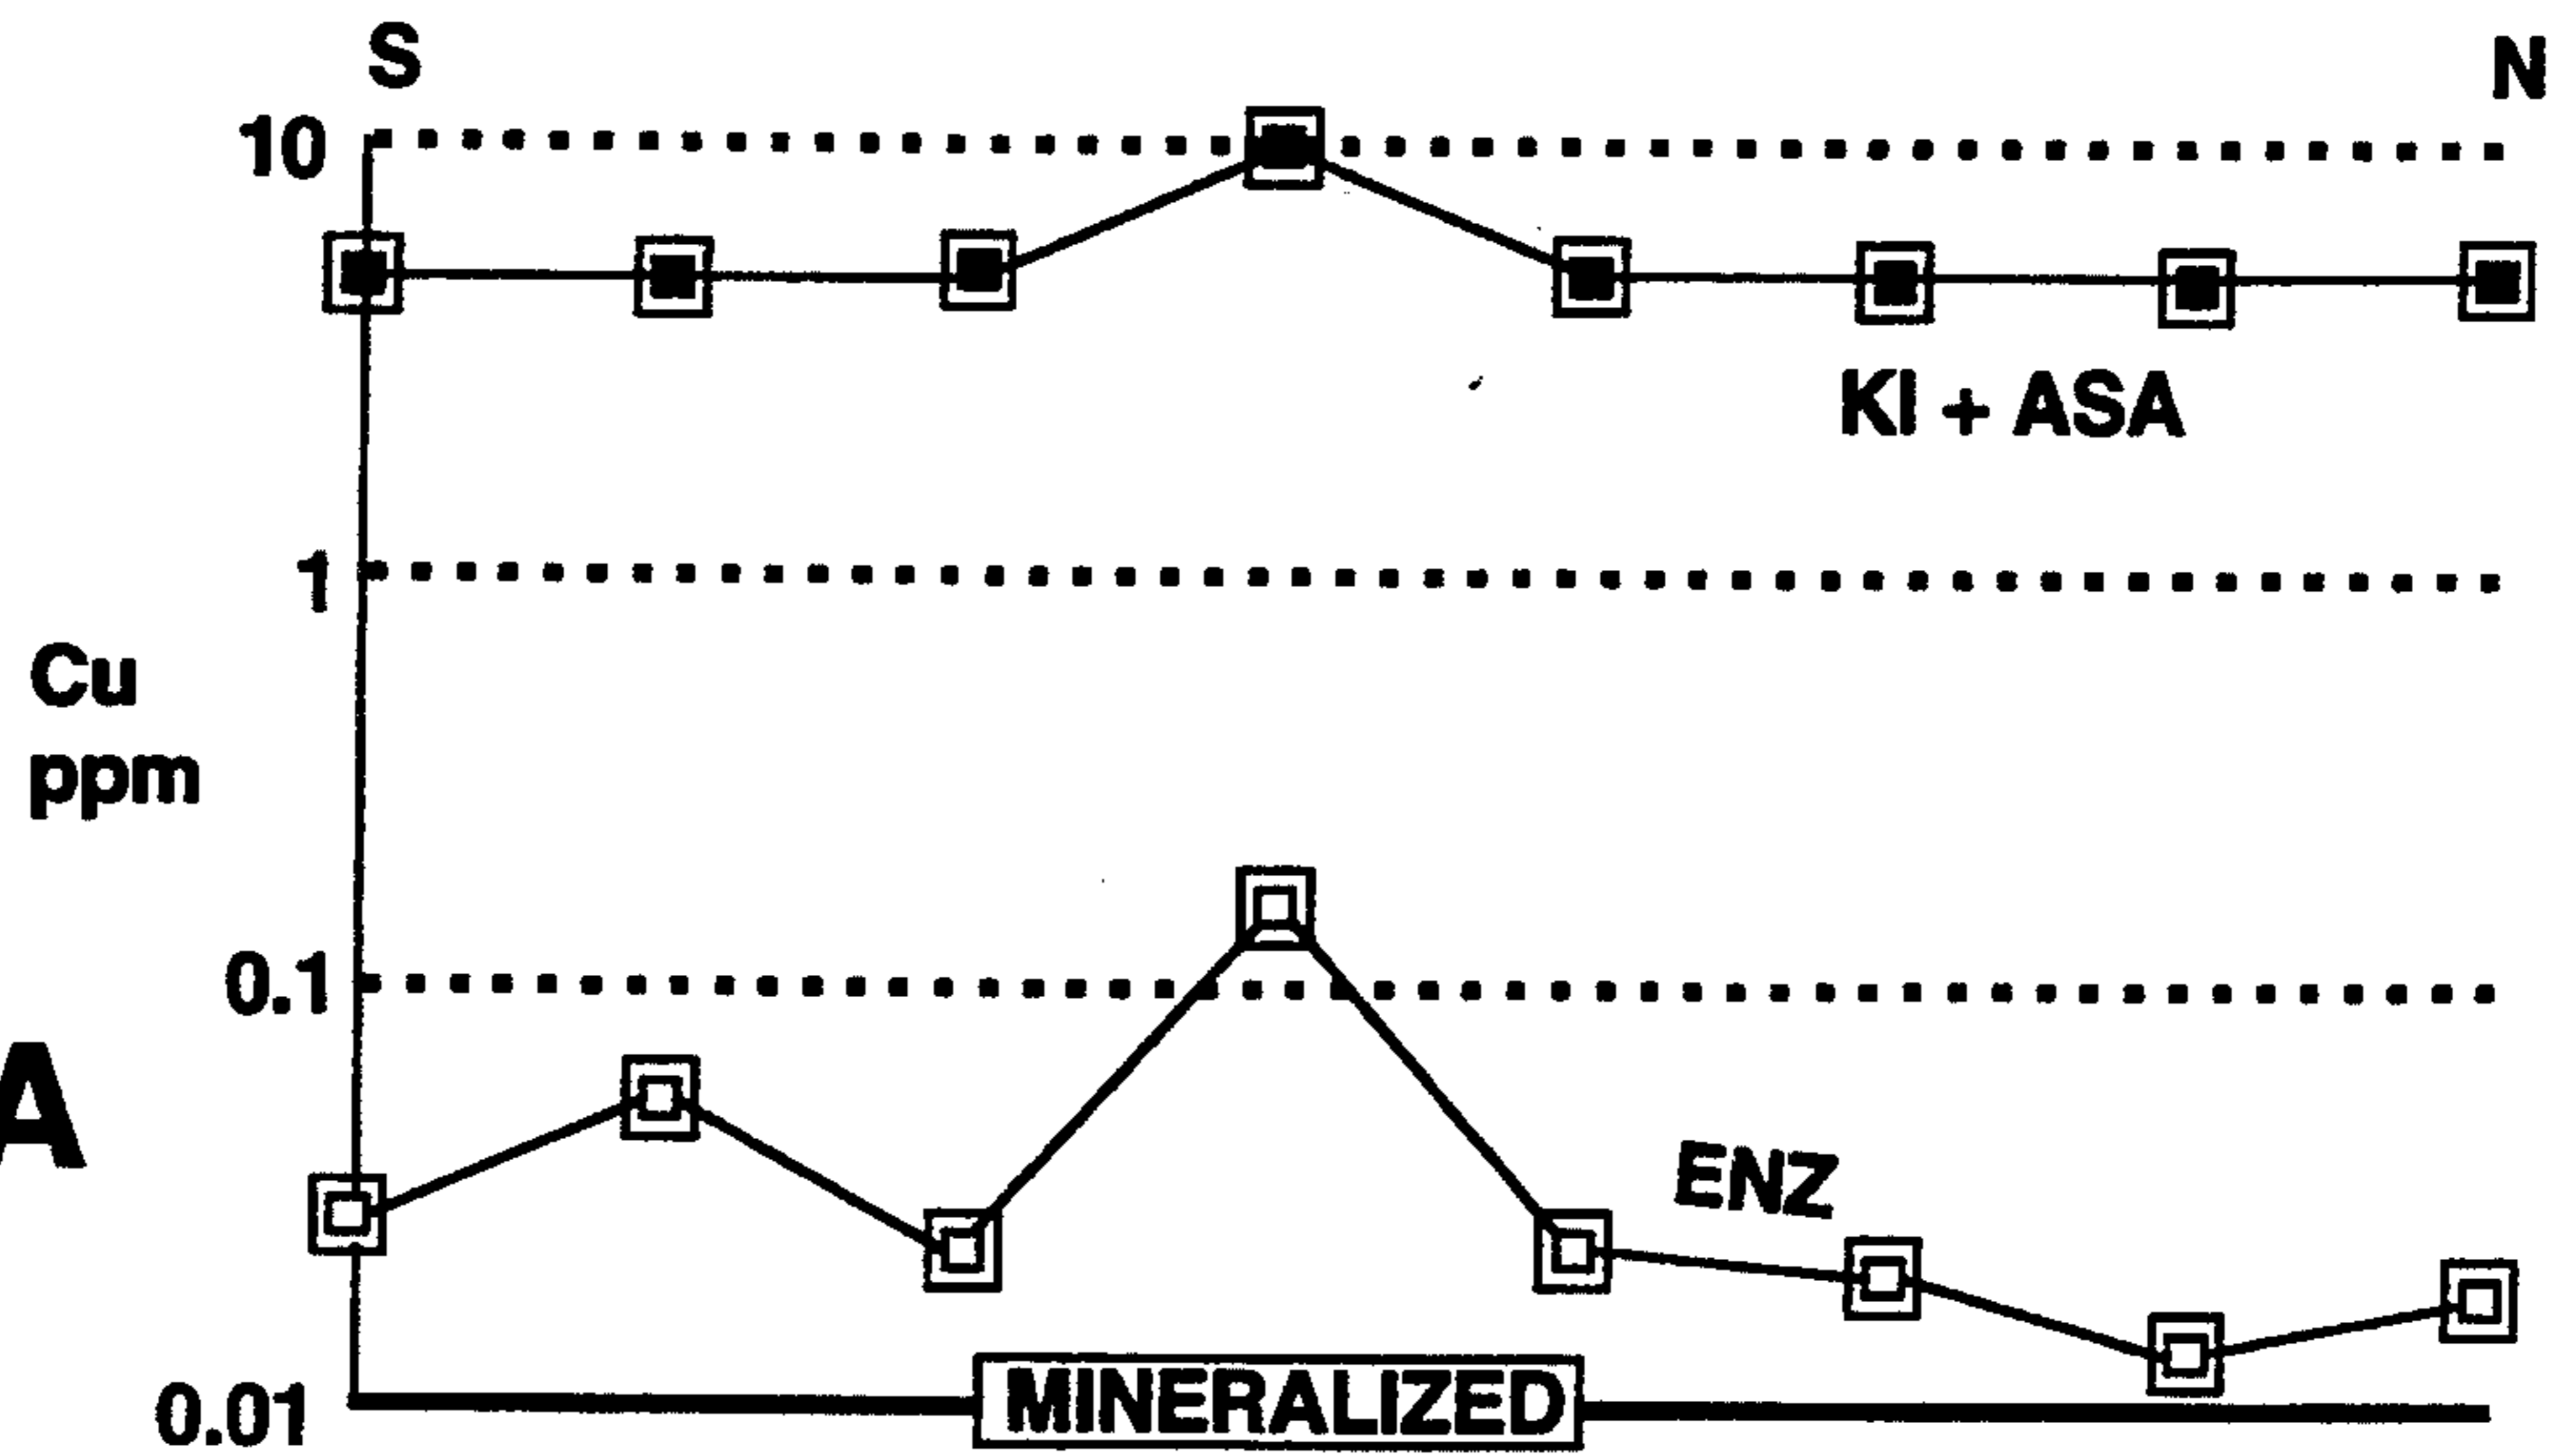 S
N
10
KI + ASA
1
Cu
ppm
0.1
A
ENZ
0.01
MINERALIZED